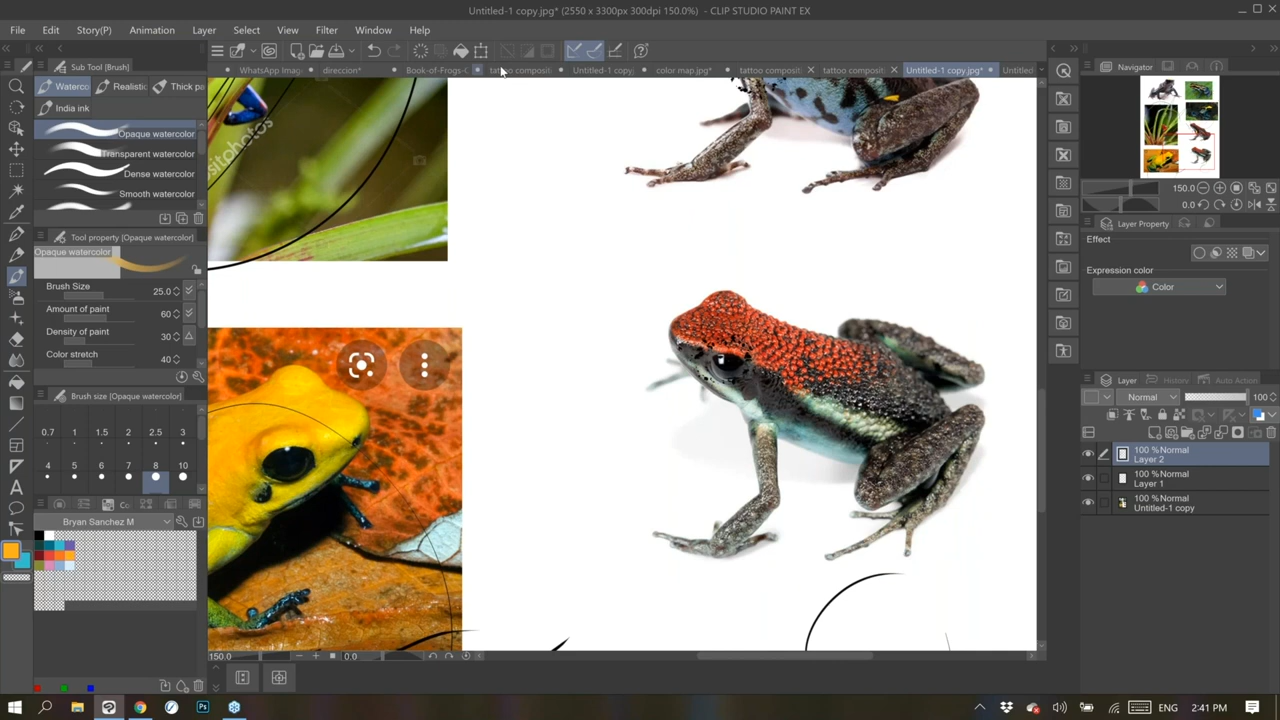 Untitled-1 copy.jpg* (2550 x 3300px 300dpi 150.0%) - CLIP STUDIO PAINT EX
File Edit Story(P) Animation Layer Select View Filter Window Help
Sub Tool [Brush]
WhatsApp Imag direccion* Book-of-Frogs-C tattoo composit Untitled-1 copy. color map.jpg* tattoo composit tattoo composit Untitled-1 copy.jpg* Untitled
Navigator
Waterco Realistic Thick pa
India ink
Opaque watercolor
Transparent watercolor
Dense watercolor
Smooth watercolor
150.0
0.0
Tool property [Opaque watercolor]
Opaque watercolor
Brush Size 25.0
Amount of paint 60
Density of paint 30
Color stretch 40
Brush size [Opaque watercolor]
0.7 1 1.5 2 2.5 3
4 5 6 7 8 10
Bryan Sanchez M
ositphotos
Layer Property
Effect
Expression color
Color
Layer History Auto Action
Normal 100
100 %Normal
Layer 2
100 %Normal
Layer 1
100 %Normal
Untitled-1 copy
150.0 0.0
ENG 2:41 PM